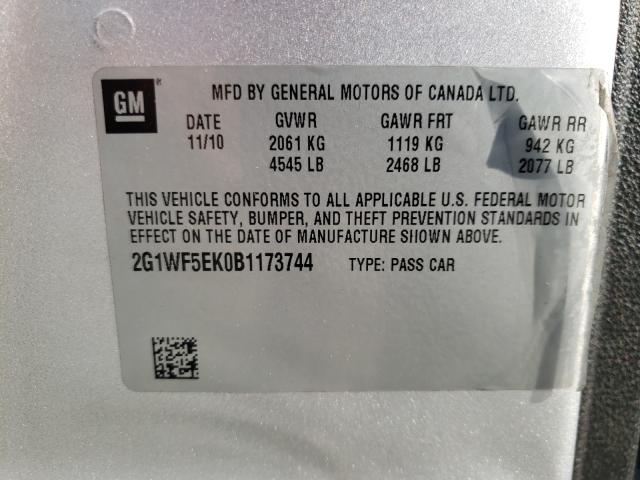 GM
MFD BY GENERAL MOTORS OF CANADA LTD.
DATE GVWR GAWR FRT GAWR RR
11/10 2061 KG 1119 KG 942 KG
4545 LB 2468 LB 2077 LB
THIS VEHICLE CONFORMS TO ALL APPLICABLE U.S. FEDERAL MOTOR
VEHICLE SAFETY, BUMPER, AND THEFT PREVENTION STANDARDS IN
EFFECT ON THE DATE OF MANUFACTURE SHOWN ABOVE.
2G1WF5EK0B1173744 TYPE: PASS CAR